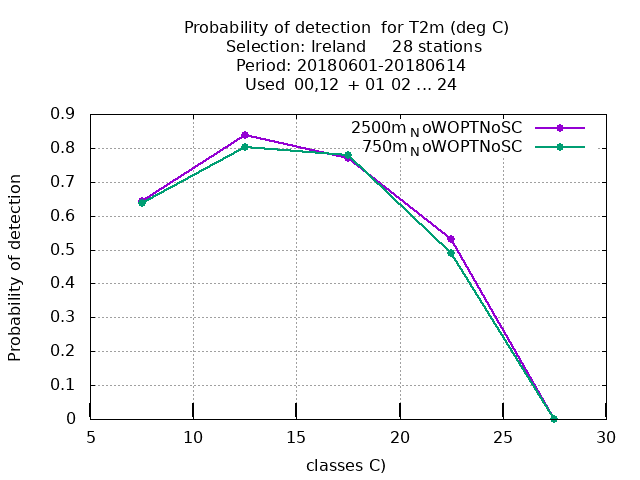 Probability of detection  for T2m (deg C)
Selection: Ireland     28 stations
Period: 20180601-20180614
Used  00,12  + 01 02 ... 24
Probability of detection
0.9
0.8
0.7
0.6
0.5
0.4
0.3
0.2
0.1
0
2500m_NoWOPTNoSC
750m_NoWOPTNoSC
5 10 15 20 25 30
classes C)